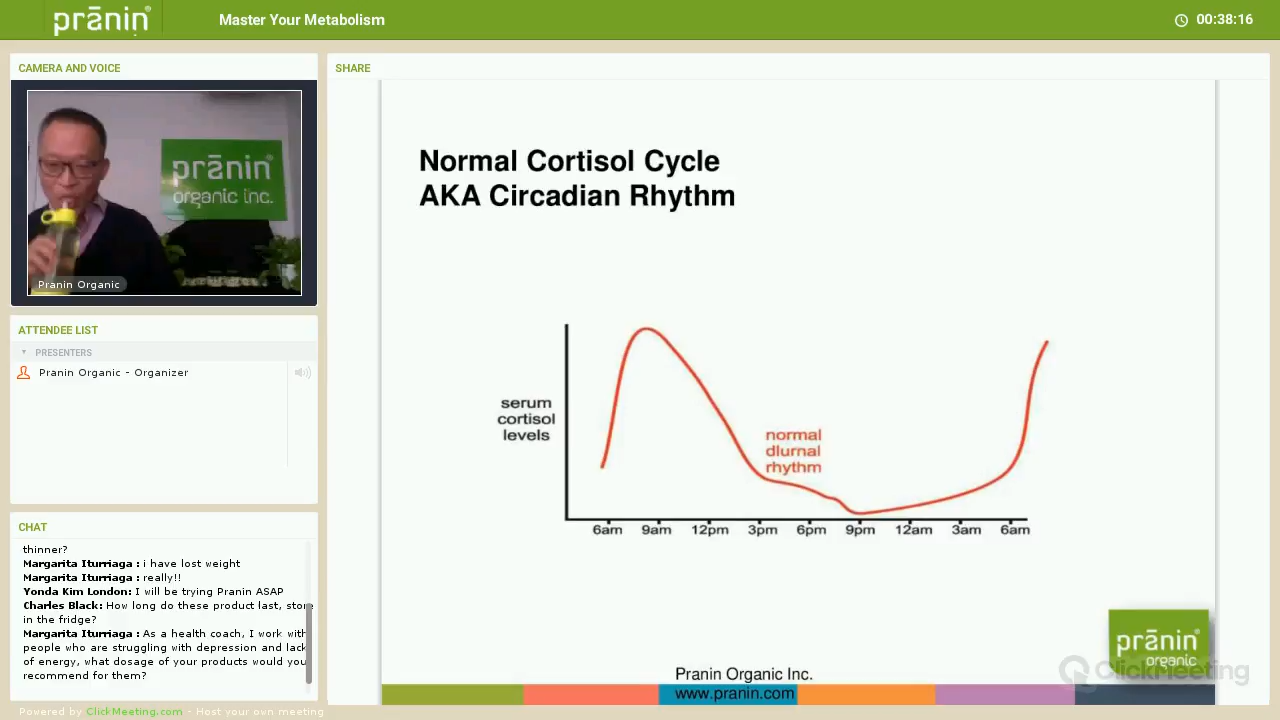 prānin®
Master Your Metabolism
00:38:16
CAMERA AND VOICE
prānin®
organic inc.
Pranin Organic
ATTENDEE LIST
PRESENTERS
Pranin Organic - Organizer
CHAT
thinner?
Margarita Iturriaga : i have lost weight
Margarita Iturriaga : really!!
Yonda Kim London: I will be trying Pranin ASAP
Charles Black: How long do these product last, store
in the fridge?
Margarita Iturriaga : As a health coach, I work with
people who are struggling with depression and lack
of energy, what dosage of your products would you
recommend for them?
Powered by ClickMeeting.com - Host your own meeting
SHARE
Normal Cortisol Cycle
AKA Circadian Rhythm
serum
cortisol
levels
normal
dlurnal
rhythm
6am 9am 12pm 3pm 6pm 9pm 12am 3am 6am
prānin®
organic
ClickMeeting
Pranin Organic Inc.
www.pranin.com